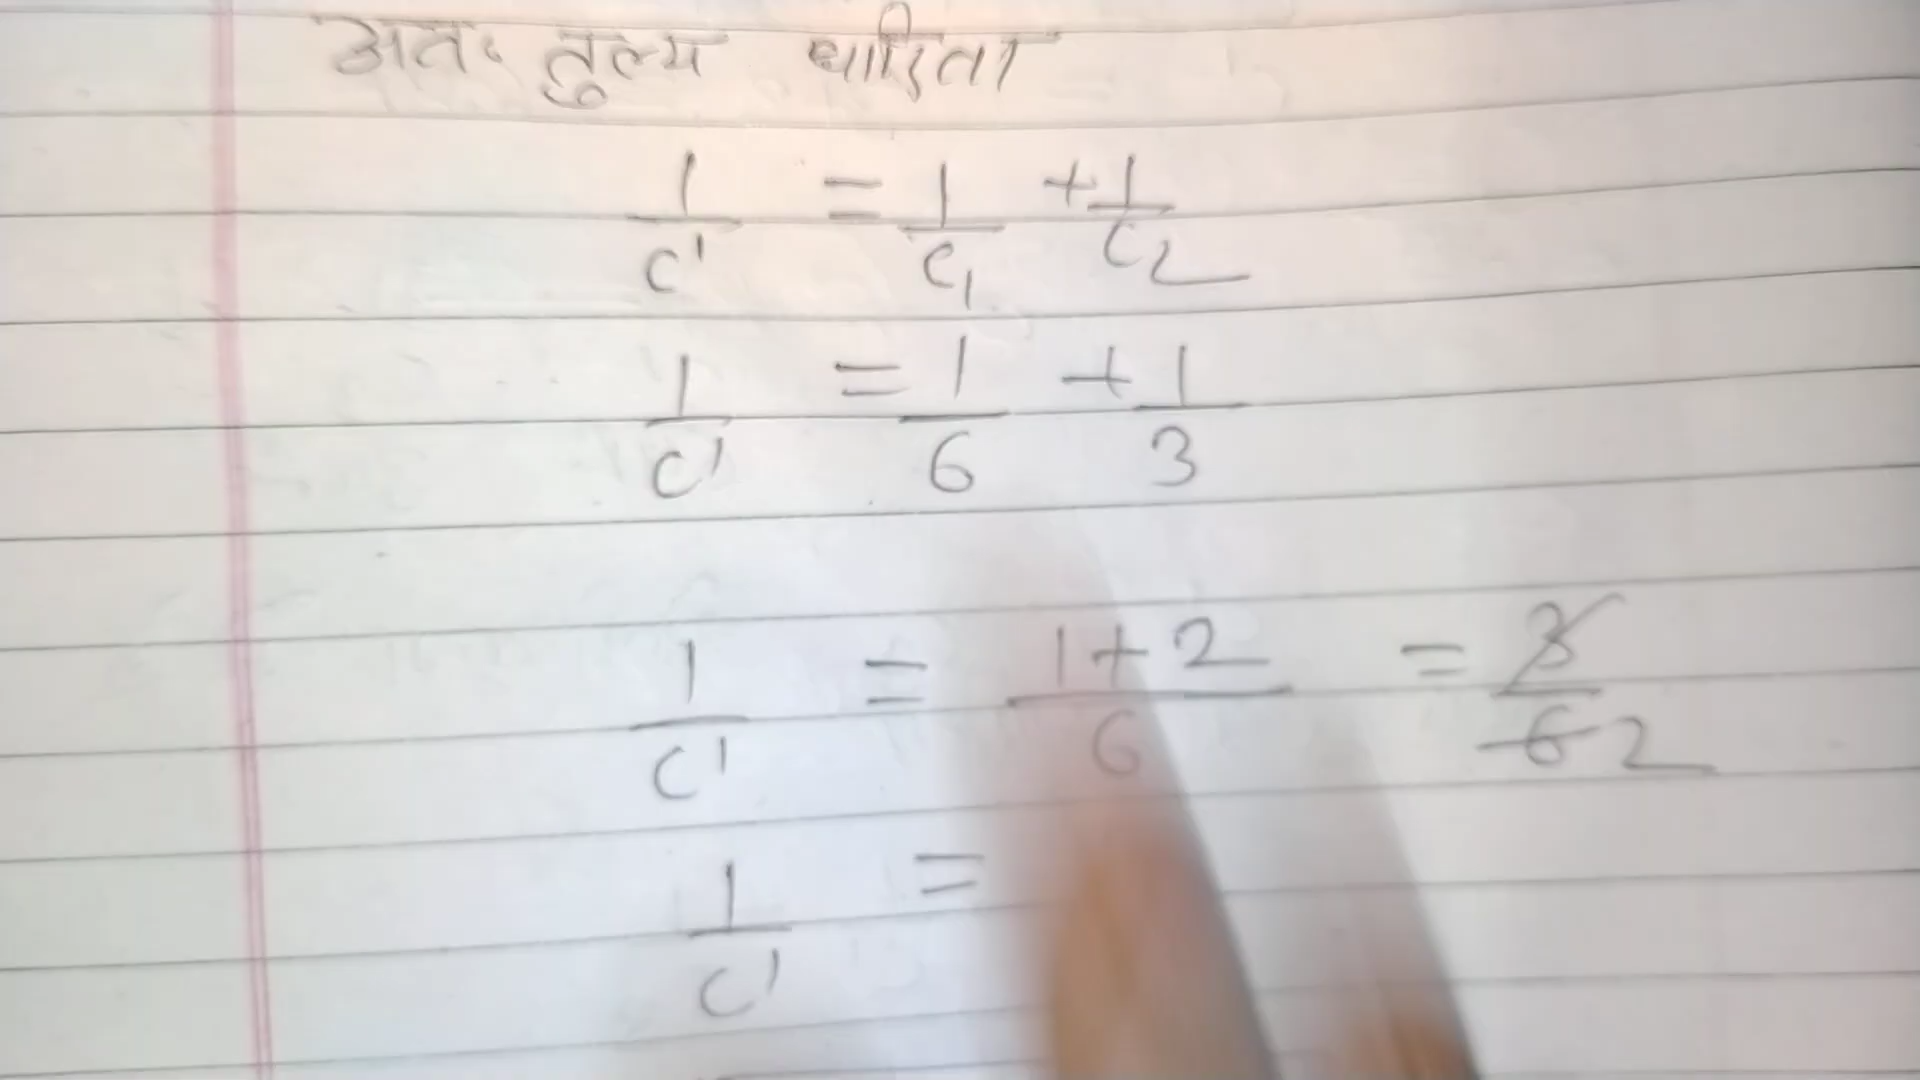 अतः तुल्य धारिता
1/C' = 1/C₁ + 1/C₂
1/C' = 1/6 + 1/3
1/C' = (1+2)/6 = 3/6 2
1/C' =